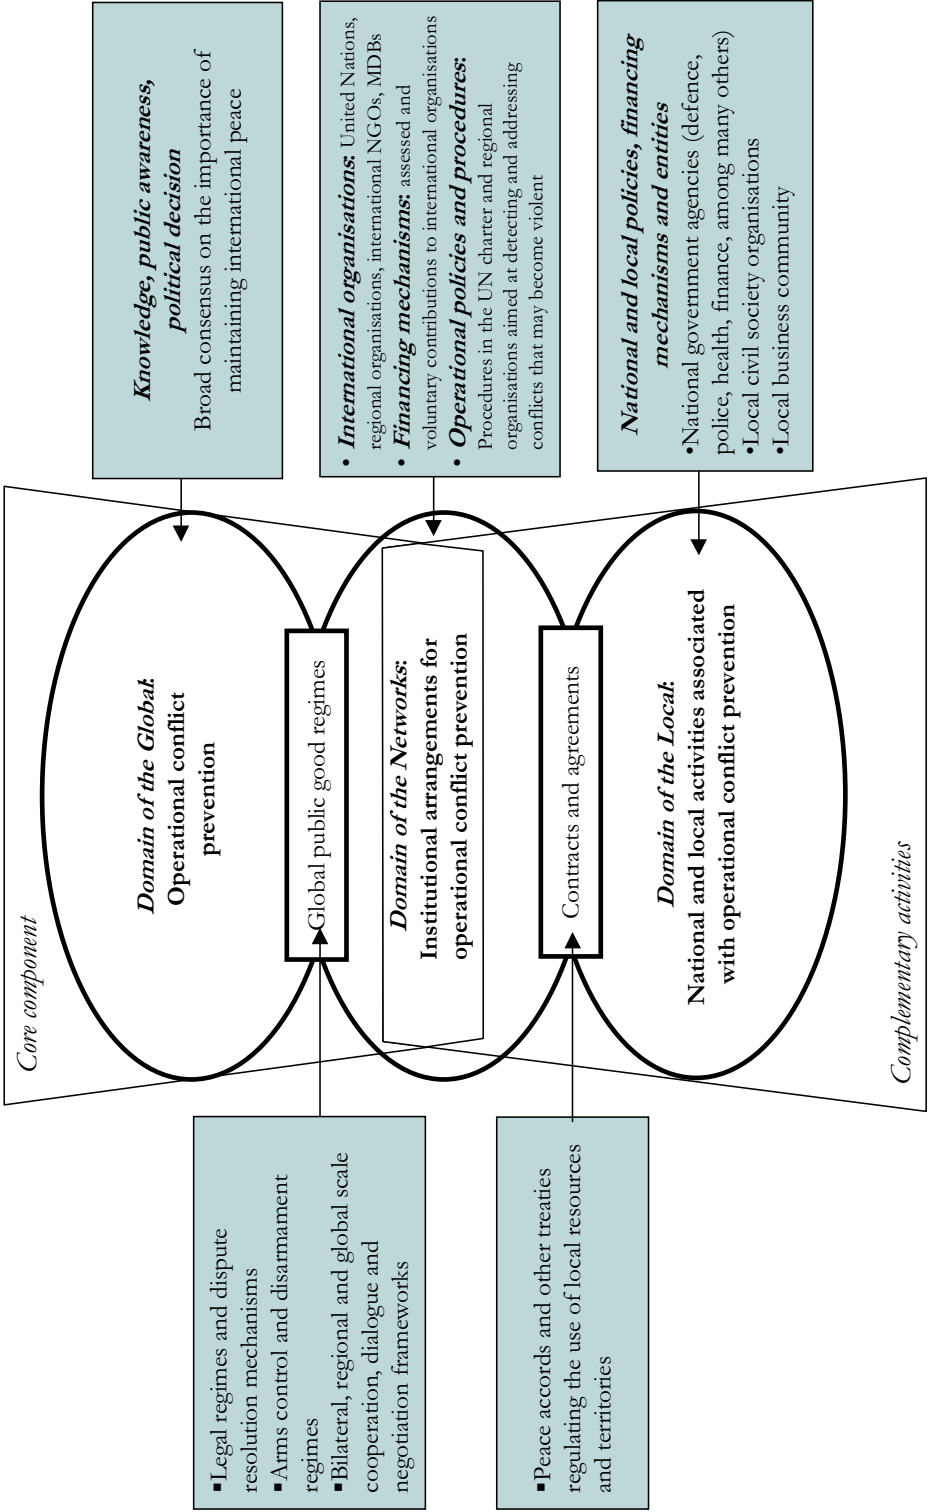 Core component
▪Legal regimes and dispute
resolution mechanisms
▪Arms control and disarmament
regimes
▪Bilateral, regional and global scale
cooperation, dialogue and
negotiation frameworks
▪Peace accords and other treaties
regulating the use of local resources
and territories
Domain of the Global:
Operational conflict
prevention
Global public good regimes
Domain of the Networks:
Institutional arrangements for
operational conflict prevention
Contracts and agreements
Domain of the Local:
National and local activities associated
with operational conflict prevention
Complementary activities
Knowledge, public awareness,
political decision
Broad consensus on the importance of
maintaining international peace
• International organisations: United Nations,
regional organisations, international NGOs, MDBs
• Financing mechanisms: assessed and
voluntary contributions to international organisations
• Operational policies and procedures:
Procedures in the UN charter and regional
organisations aimed at detecting and addressing
conflicts that may become violent
National and local policies, financing
mechanisms and entities
•National government agencies (defence,
police, health, finance, among many others)
•Local civil society organisations
•Local business community